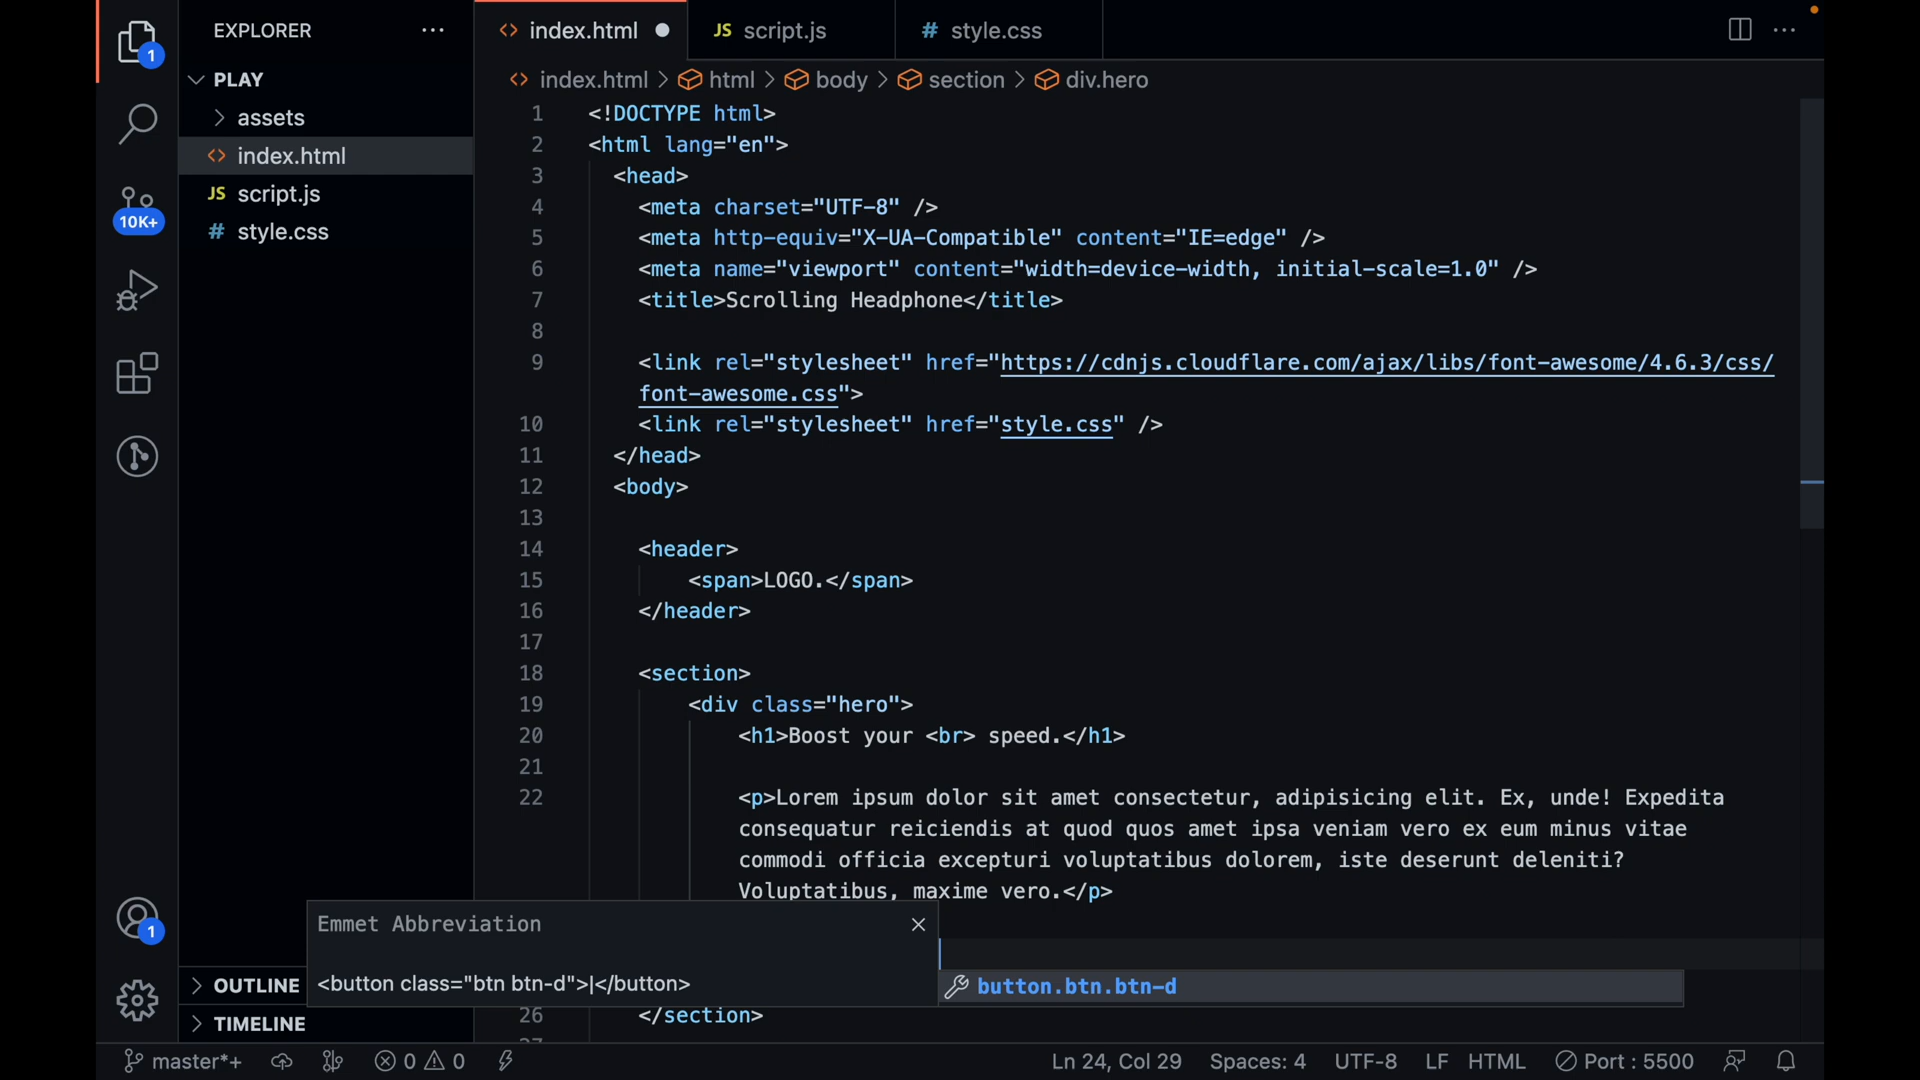 EXPLORER
PLAY
assets
index.html
JS script.js
# style.css
OUTLINE
TIMELINE
1
10K+
1
index.html
JS script.js
# style.css
index.html > html > body > section > div.hero
1 <!DOCTYPE html>
2 <html lang="en">
3 <head>
4 <meta charset="UTF-8" />
5 <meta http-equiv="X-UA-Compatible" content="IE=edge" />
6 <meta name="viewport" content="width=device-width, initial-scale=1.0" />
7 <title>Scrolling Headphone</title>
8
9 <link rel="stylesheet" href="https://cdnjs.cloudflare.com/ajax/libs/font-awesome/4.6.3/css/
font-awesome.css">
10 <link rel="stylesheet" href="style.css" />
11 </head>
12 <body>
13
14 <header>
15 <span>LOGO.</span>
16 </header>
17
18 <section>
19 <div class="hero">
20 <h1>Boost your <br> speed.</h1>
21
22 <p>Lorem ipsum dolor sit amet consectetur, adipisicing elit. Ex, unde! Expedita
consequatur reiciendis at quod quos amet ipsa veniam vero ex eum minus vitae
commodi officia excepturi voluptatibus dolorem, iste deserunt deleniti?
Voluptatibus, maxime vero.</p>
Emmet Abbreviation
<button class="btn btn-d">|</button>
button.btn.btn-d
26 </section>
master*+
0
0
Ln 24, Col 29
Spaces: 4
UTF-8
LF
HTML
Port : 5500